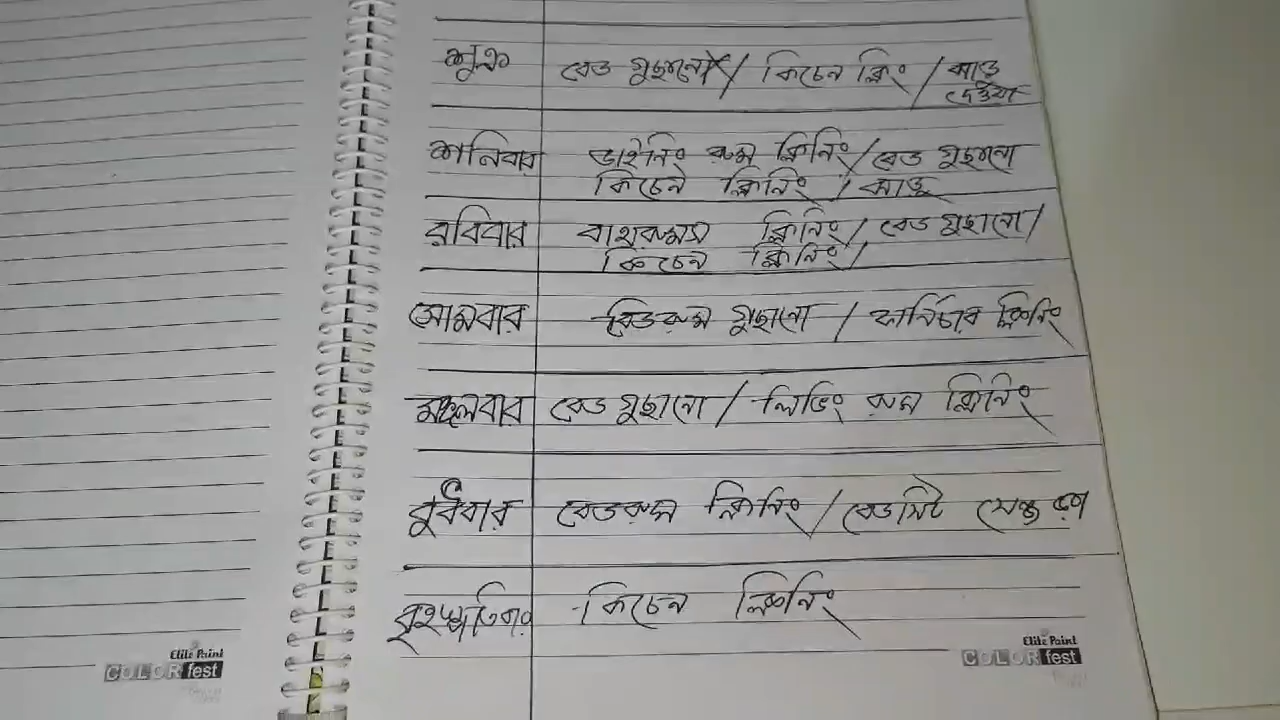 শুক্র বেড গুছানো / কিচেন ক্লিনিং / ঝাড়ু
দেওয়া
শনিবার ডাইনিং রুম ক্লিনিং / বেড গুছানো
কিচেন ক্লিনিং / ঝাড়ু
রবিবার বাথরুমস ক্লিনিং / বেড গুছানো /
কিচেন ক্লিনিং /
সোমবার বেডরুম গুছানো / ফার্নিচার ক্লিনিং
মঙ্গলবার বেড গুছানো / লিভিং রুম ক্লিনিং
বুধবার বেডরুম ক্লিনিং / বেডসিট
বৃহস্পতিবার কিচেন ক্লিনিং
Elite Paint
COLOR fest
Elite Paint
COLOR fest